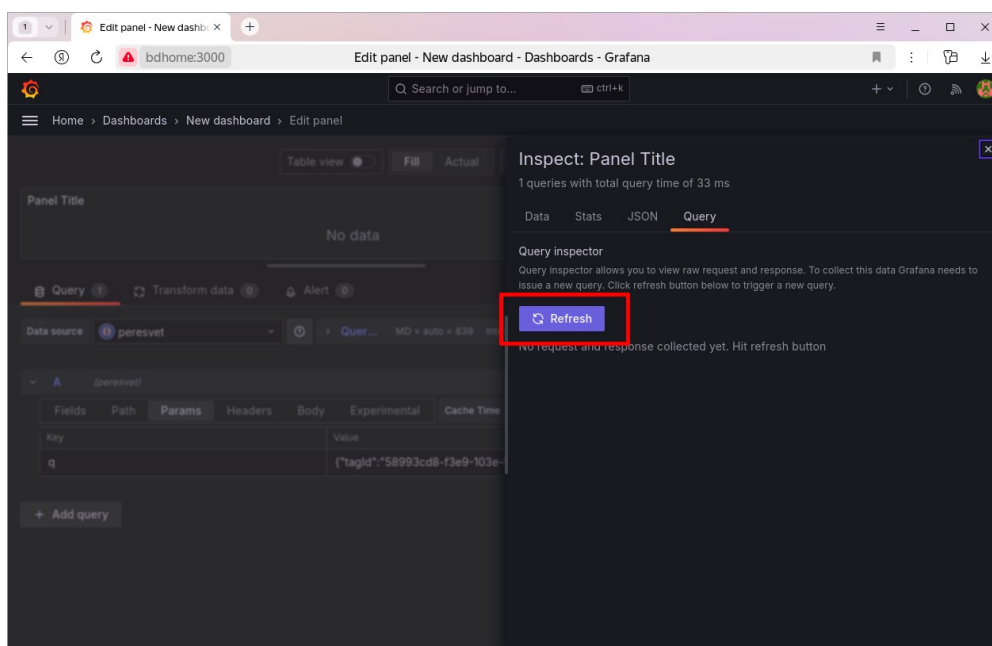 1
Edit panel - New dashbo
bdhome:3000
Edit panel - New dashboard - Dashboards - Grafana
Search or jump to...
ctrl+k
Home › Dashboards › New dashboard › Edit panel
Table view
Fill
Actual
Panel Title
No data
Query 1
Transform data 0
Alert 0
Data source
peresvet
Quer...
MD = auto = 839
A
(peresvet)
Fields
Path
Params
Headers
Body
Experimental
Cache Time
Key
Value
q
{"tagId":"58993cd8-f3e9-103e-
+ Add query
Inspect: Panel Title
1 queries with total query time of 33 ms
Data
Stats
JSON
Query
Query inspector
Query inspector allows you to view raw request and response. To collect this data Grafana needs to
issue a new query. Click refresh button below to trigger a new query.
Refresh
No request and response collected yet. Hit refresh button